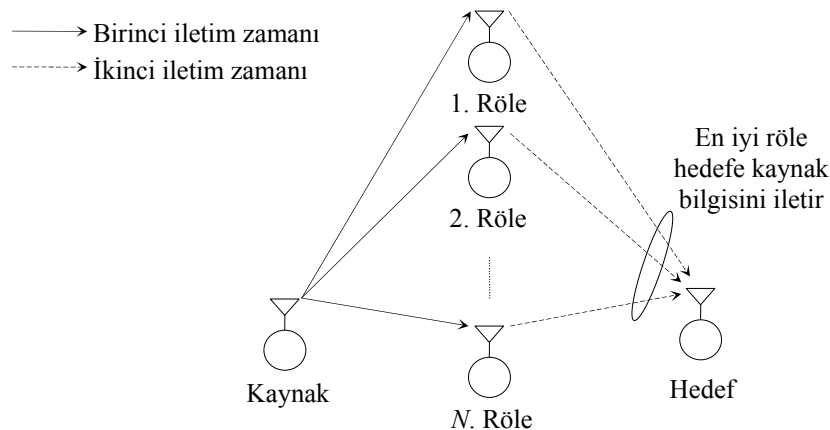 Birinci iletim zamanı
İkinci iletim zamanı
1. Röle
2. Röle
En iyi röle
hedefe kaynak
bilgisini iletir
Kaynak
N. Röle
Hedef